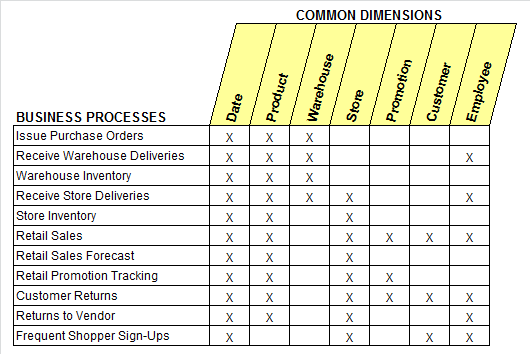 COMMON DIMENSIONS
BUSINESS PROCESSES Date Product Warehouse Store Promotion Customer Employee
Issue Purchase Orders X X X
Receive Warehouse Deliveries X X X X
Warehouse Inventory X X X
Receive Store Deliveries X X X X X
Store Inventory X X X
Retail Sales X X X X X X
Retail Sales Forecast X X X
Retail Promotion Tracking X X X X
Customer Returns X X X X X X
Returns to Vendor X X X X
Frequent Shopper Sign-Ups X X X X